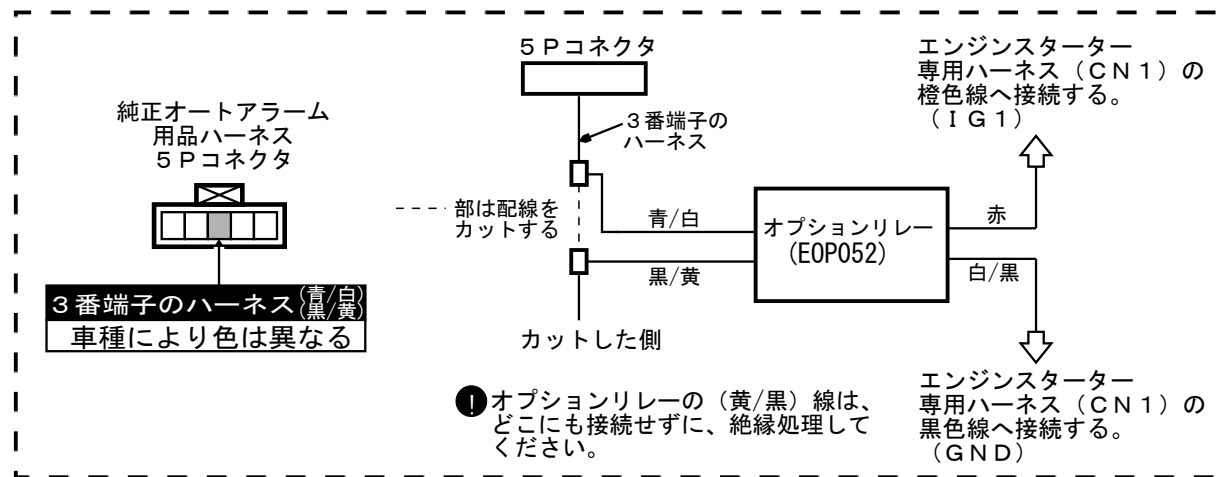 純正オートアラーム
用品ハーネス
５Ｐコネクタ
３番端子のハーネス(青/白)(黒/黄)
車種により色は異なる
５Ｐコネクタ
３番端子の
ハーネス
部は配線を
カットする
青/白
黒/黄
カットした側
オプションリレー
(EOP052)
赤
白/黒
エンジンスターター
専用ハーネス（ＣＮ１）の
橙色線へ接続する。
（ＩＧ１）
エンジンスターター
専用ハーネス（ＣＮ１）の
黒色線へ接続する。
（ＧＮＤ）
!オプションリレーの（黄/黒）線は、
どこにも接続せずに、絶縁処理して
ください。